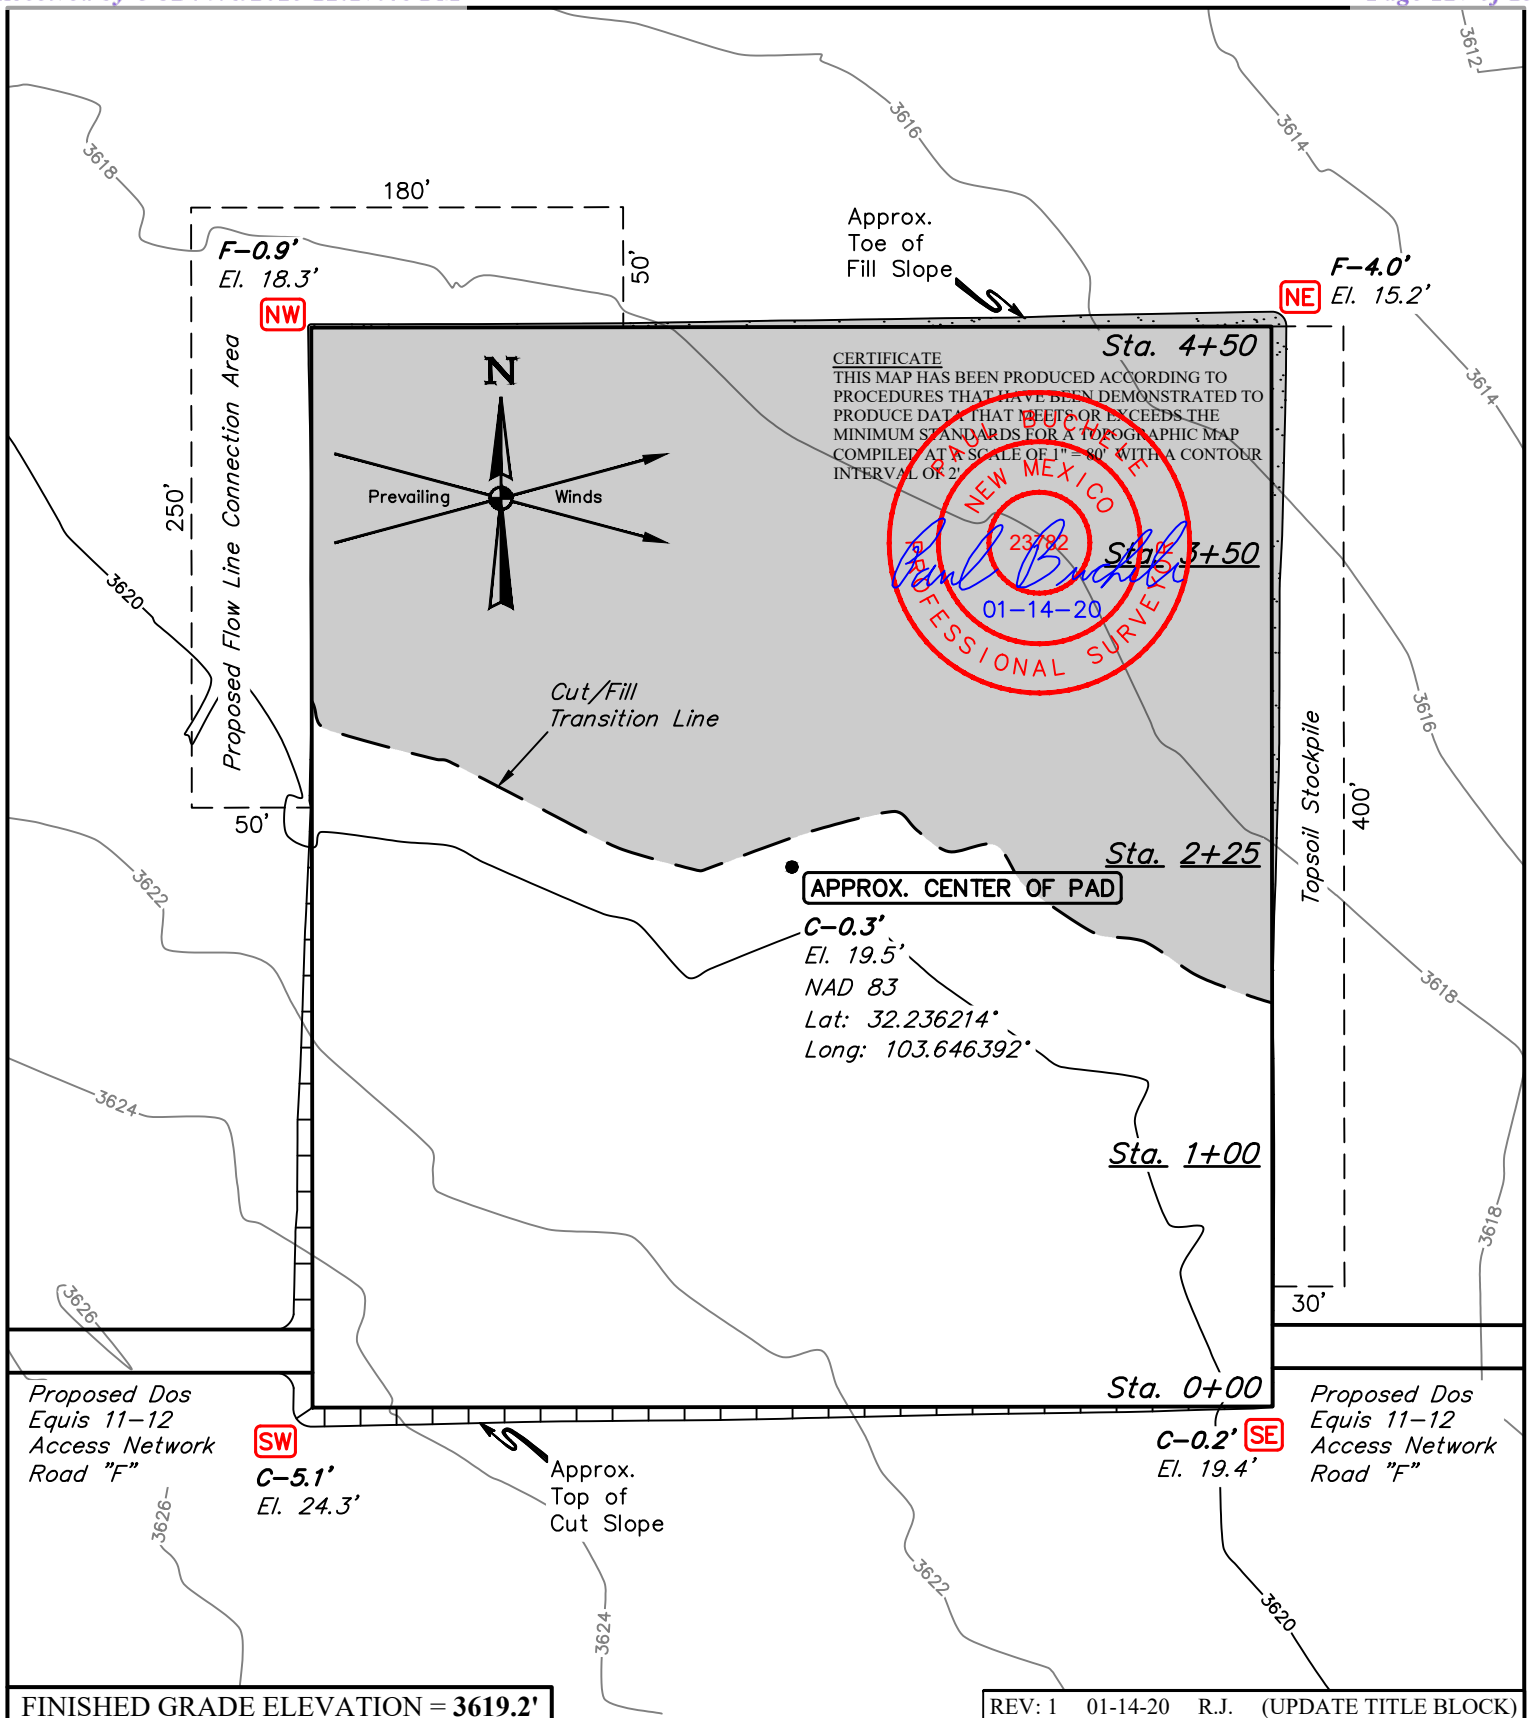 3612
3618
3616
3614
180'
50'
Approx.
Toe of
Fill Slope
F-0.9'
El. 18.3'
NW
F-4.0'
NE
El. 15.2'
Sta. 4+50
CERTIFICATE
THIS MAP HAS BEEN PRODUCED ACCORDING TO
PROCEDURES THAT HAVE BEEN DEMONSTRATED TO
PRODUCE DATA THAT MEETS OR EXCEEDS THE
MINIMUM STANDARDS FOR A TOPOGRAPHIC MAP
COMPILED AT A SCALE OF 1" = 80' WITH A CONTOUR
INTERVAL OF 2'
N
Prevailing Winds
3614
250'
Proposed Flow Line Connection Area
PAUL BUCHELE
NEW MEXICO
23782
PROFESSIONAL SURVEYOR
Paul Buchele
01-14-20
Sta. 3+50
3620
Cut/Fill
Transition Line
3616
Topsoil Stockpile
400'
50'
Sta. 2+25
APPROX. CENTER OF PAD
C-0.3'
El. 19.5'
NAD 83
Lat: 32.236214°
Long: 103.646392°
3622
3618
3624
Sta. 1+00
3618
3626
30'
Sta. 0+00
Proposed Dos
Equis 11-12
Access Network
Road "F"
SW
C-5.1'
El. 24.3'
Approx.
Top of
Cut Slope
C-0.2'
SE
El. 19.4'
Proposed Dos
Equis 11-12
Access Network
Road "F"
3626
3624
3622
3620
FINISHED GRADE ELEVATION = 3619.2'
REV: 1 01-14-20 R.J. (UPDATE TITLE BLOCK)